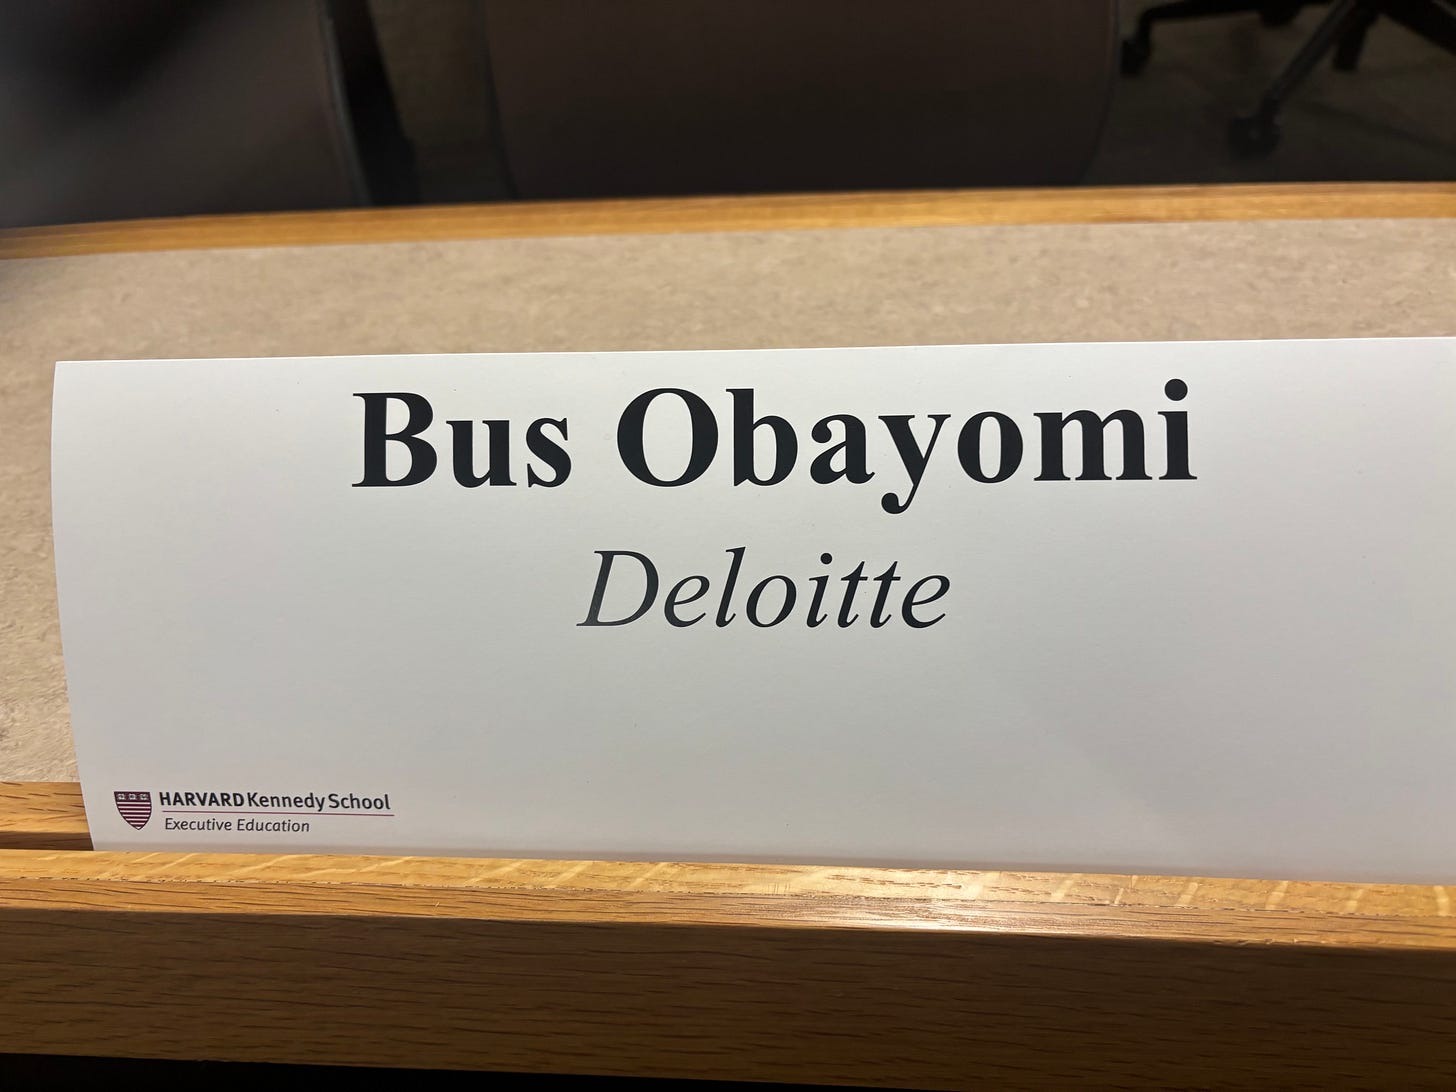 Bus Obayomi
Deloitte
HARVARD Kennedy School
Executive Education